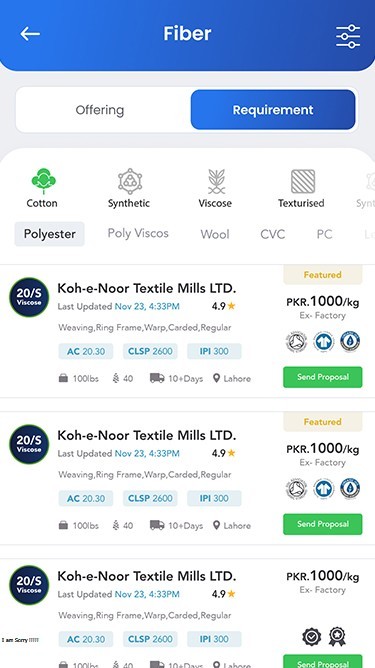 Fiber
Offering
Requirement
Cotton
Synthetic
Viscose
Texturised
Synt
Polyester
Poly Viscos
Wool
CVC
PC
Featured
20/S
Viscose
Koh-e-Noor Textile Mills LTD.
PKR.1000/kg
Last Updated Nov 23, 4:33PM
4.9
Ex- Factory
Weaving,Ring Frame,Warp,Carded,Regular
AC 20.30
CLSP 2600
IPI 300
100lbs
40
10+Days
Lahore
Send Proposal
Featured
20/S
Viscose
Koh-e-Noor Textile Mills LTD.
PKR.1000/kg
Last Updated Nov 23, 4:33PM
4.9
Ex- Factory
Weaving,Ring Frame,Warp,Carded,Regular
AC 20.30
CLSP 2600
IPI 300
100lbs
40
10+Days
Lahore
Send Proposal
20/S
Viscose
Koh-e-Noor Textile Mills LTD.
PKR.1000/kg
Last Updated Nov 23, 4:33PM
4.9
Ex- Factory
Weaving,Ring Frame,Warp,Carded,Regular
I am Sorry !!!!!
AC 20.30
CLSP 2600
IPI 300
100lbs
40
10+Days
Lahore
Send Proposal